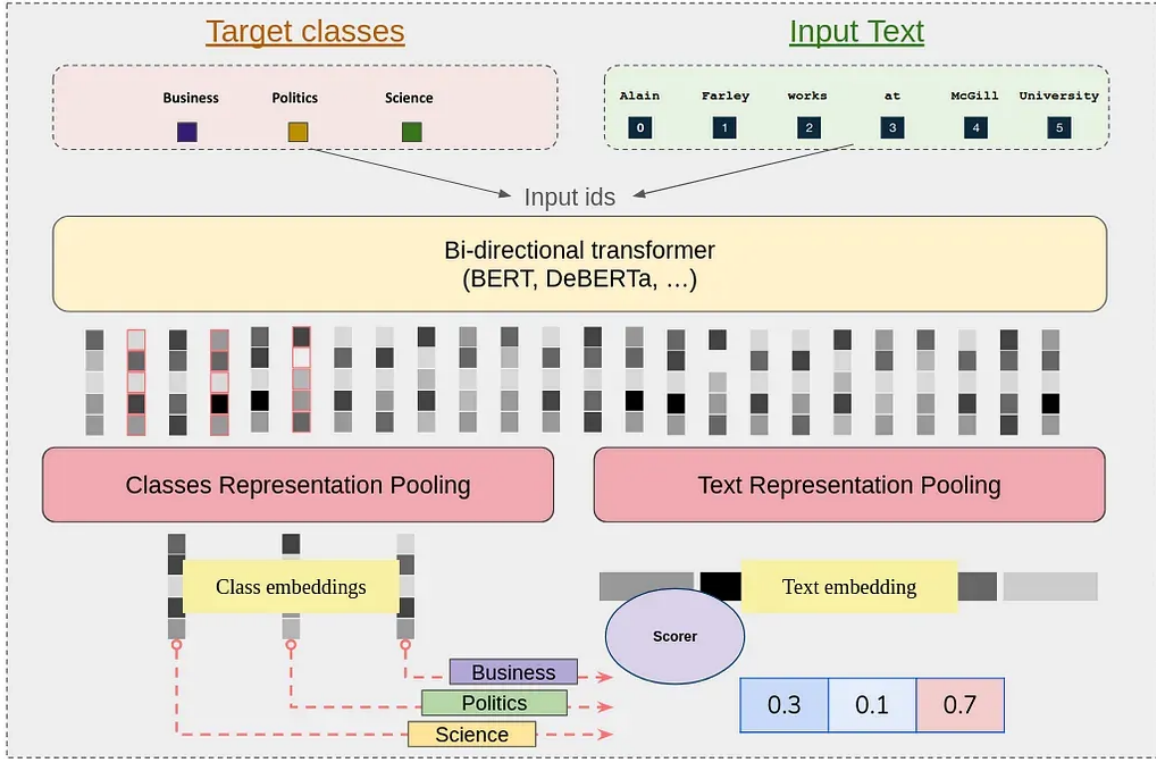 Target classes
Input Text
Business Politics Science
Alain Farley works at McGill University
0 1 2 3 4 5
Input ids
Bi-directional transformer
(BERT, DeBERTa, …)
Classes Representation Pooling
Text Representation Pooling
Class embeddings
Text embedding
Scorer
Business
Politics
Science
0.3 0.1 0.7